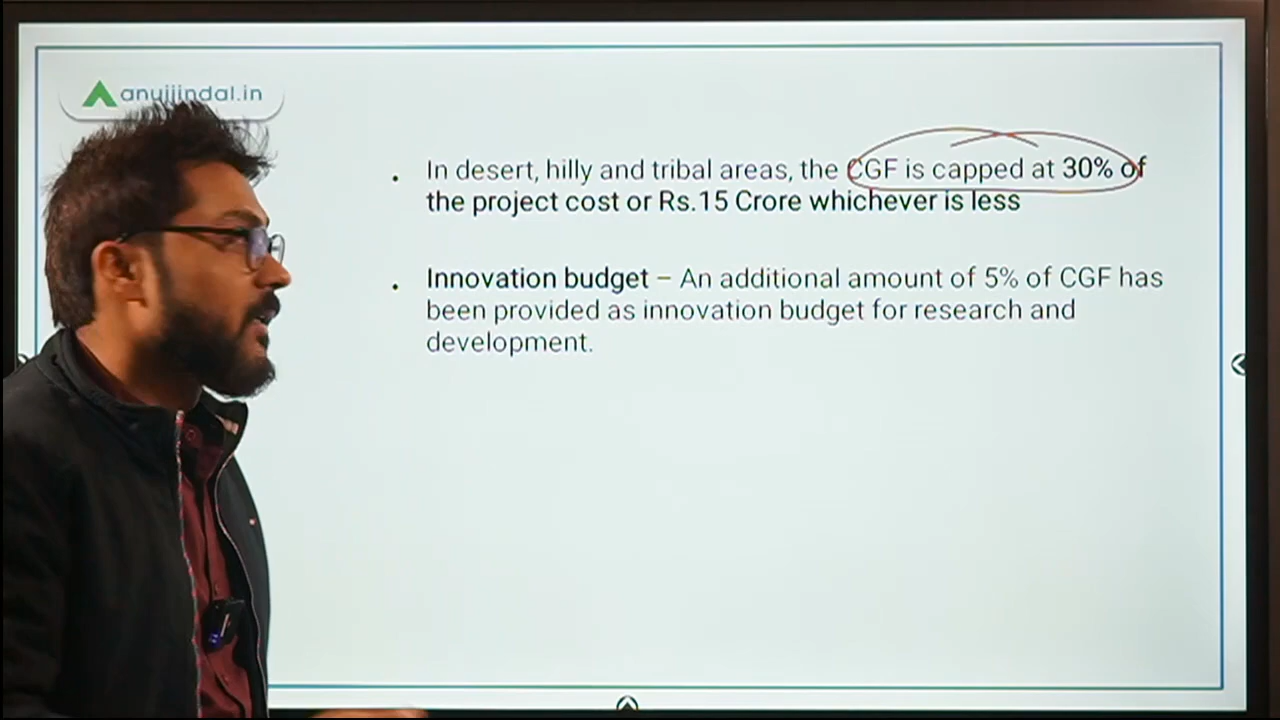 anujjindal.in
. In desert, hilly and tribal areas, the CGF is capped at 30% of
the project cost or Rs.15 Crore whichever is less
. Innovation budget – An additional amount of 5% of CGF has
been provided as innovation budget for research and
development.